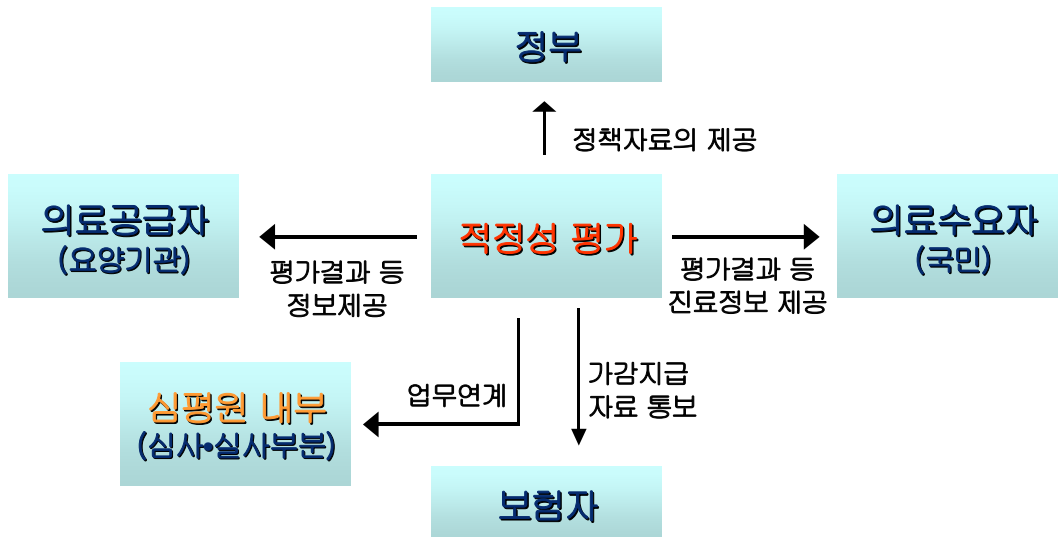 정부
정책자료의 제공
의료공급자
(요양기관)
적정성 평가
의료수요자
(국민)
평가결과 등
정보제공
평가결과 등
진료정보 제공
심평원 내부
(심사•실사부분)
업무연계
가감지급
자료 통보
보험자